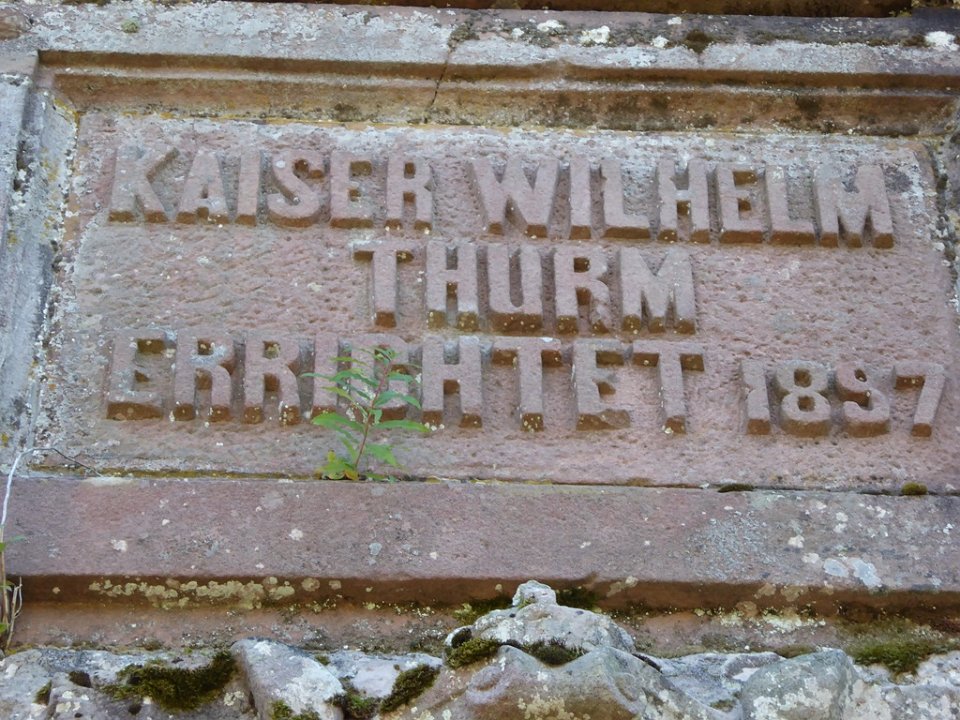 KAISER WILHELM
THURM
ERRICHTET 1897